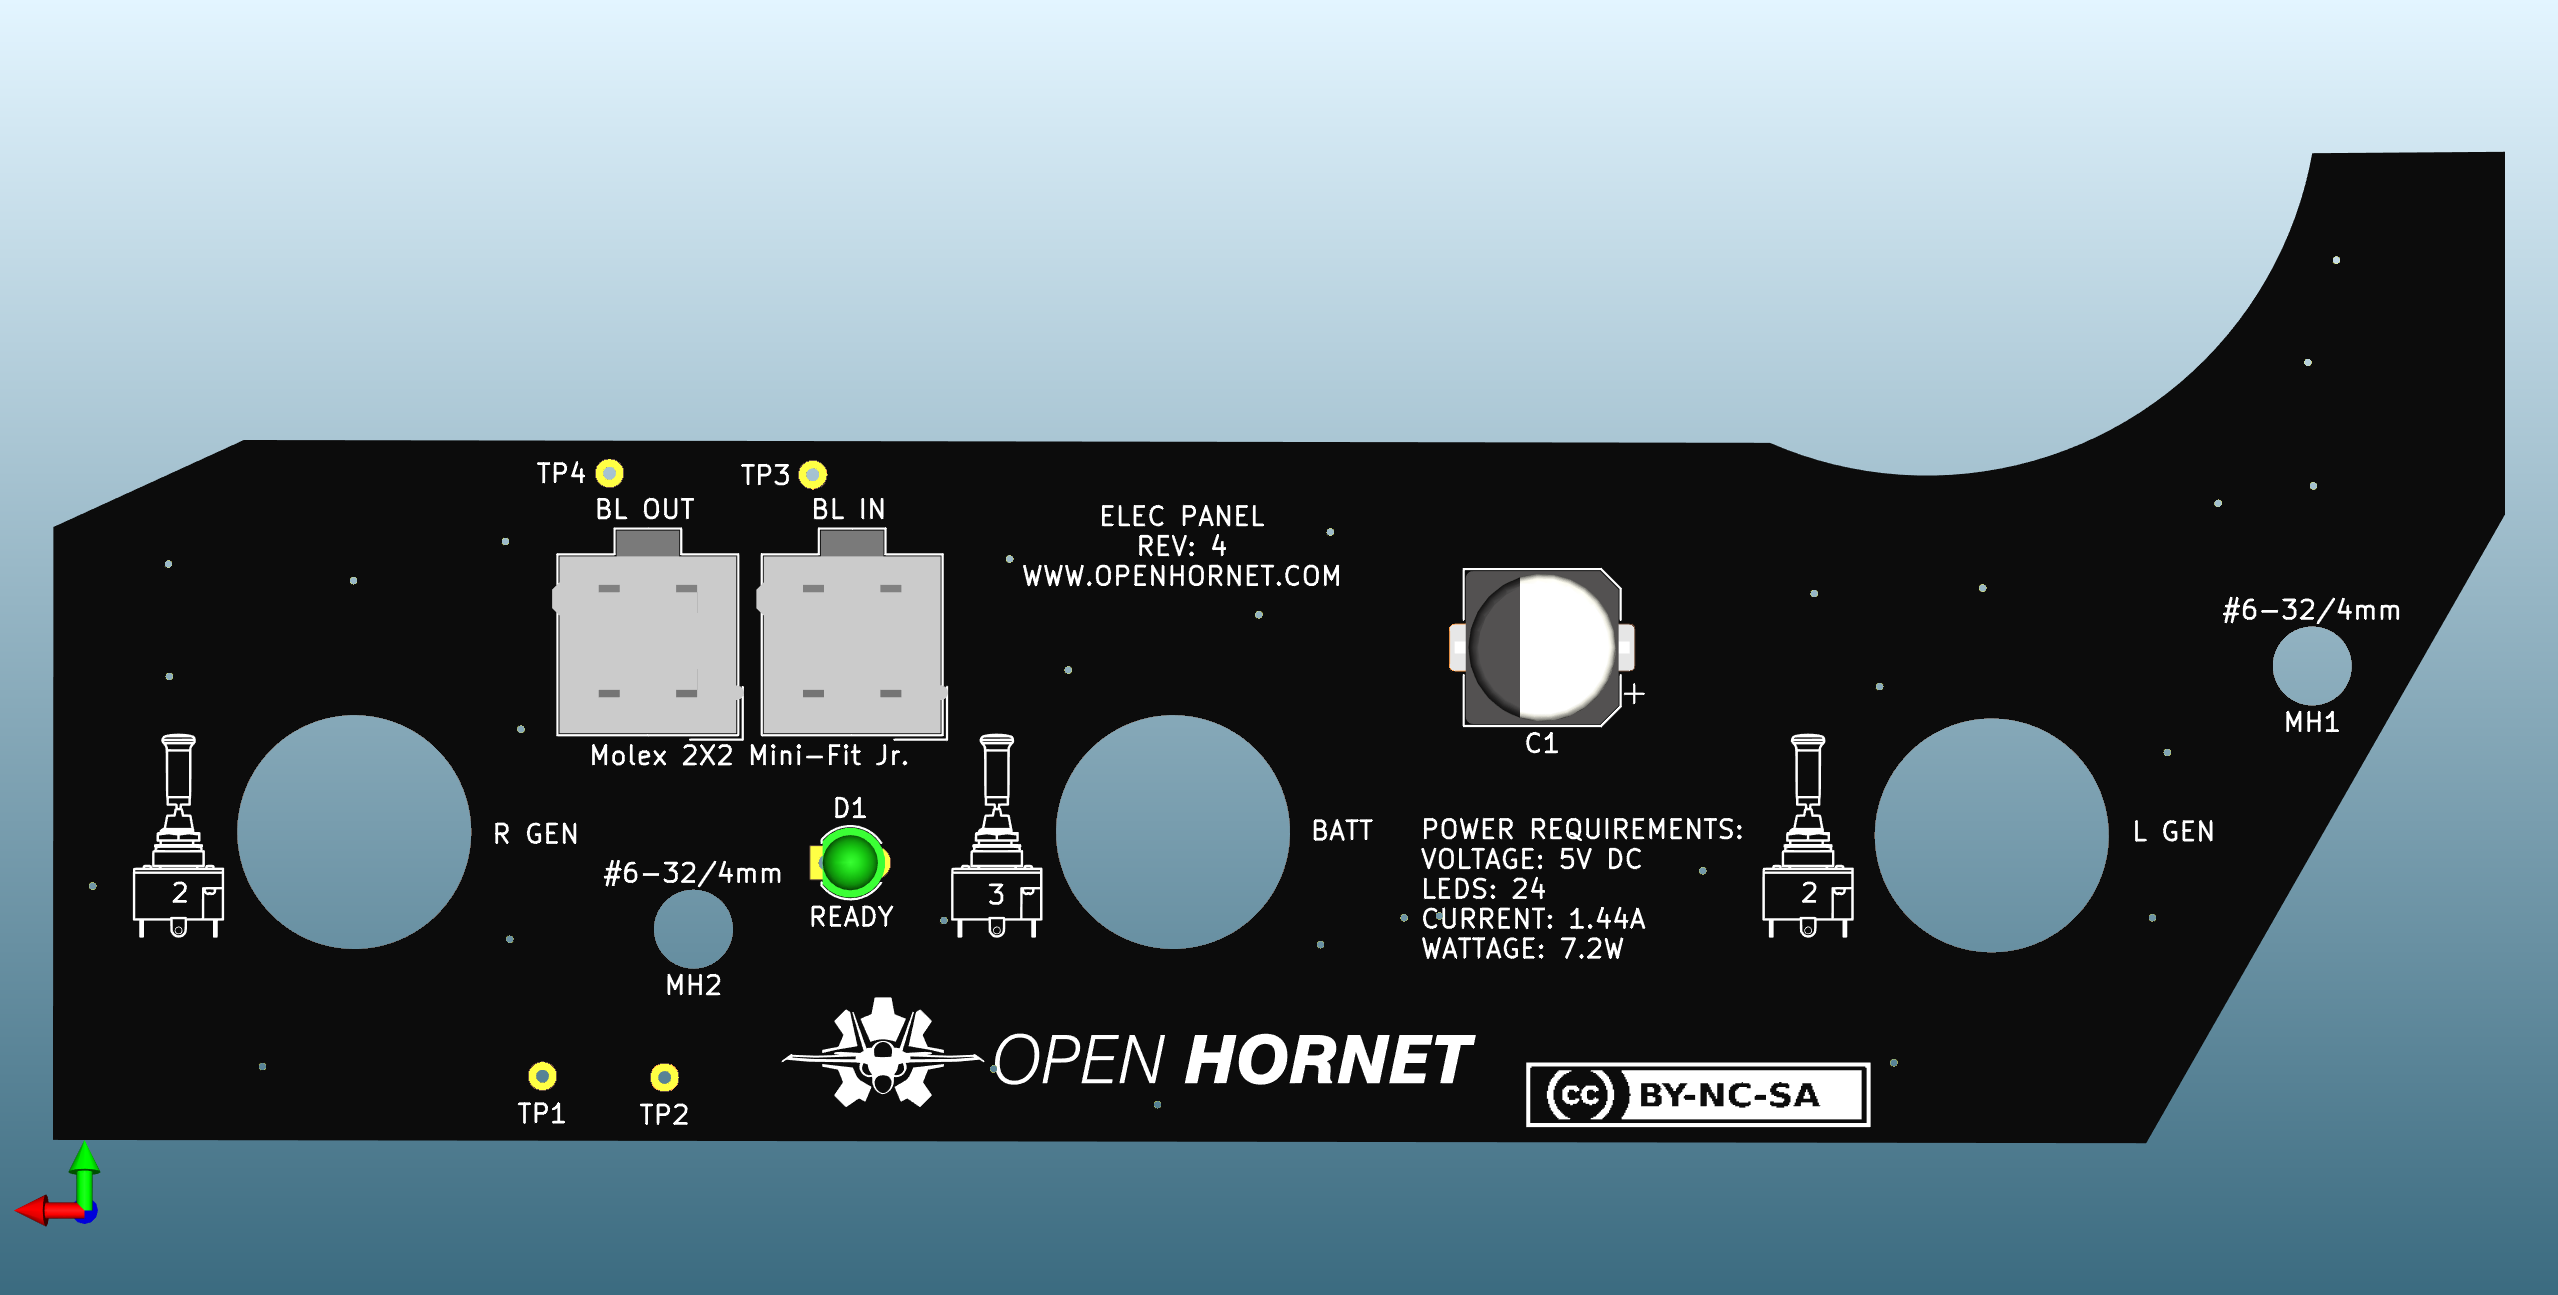 TP4
TP3
BL OUT
BL IN
ELEC PANEL
REV: 4
WWW.OPENHORNET.COM
#6-32/4mm
MH1
Molex 2X2 Mini-Fit Jr.
C1
+
D1
READY
R GEN
#6-32/4mm
MH2
2
3
BATT
POWER REQUIREMENTS:
VOLTAGE: 5V DC
LEDS: 24
CURRENT: 1.44A
WATTAGE: 7.2W
2
L GEN
OPEN HORNET
cc BY-NC-SA
TP1
TP2